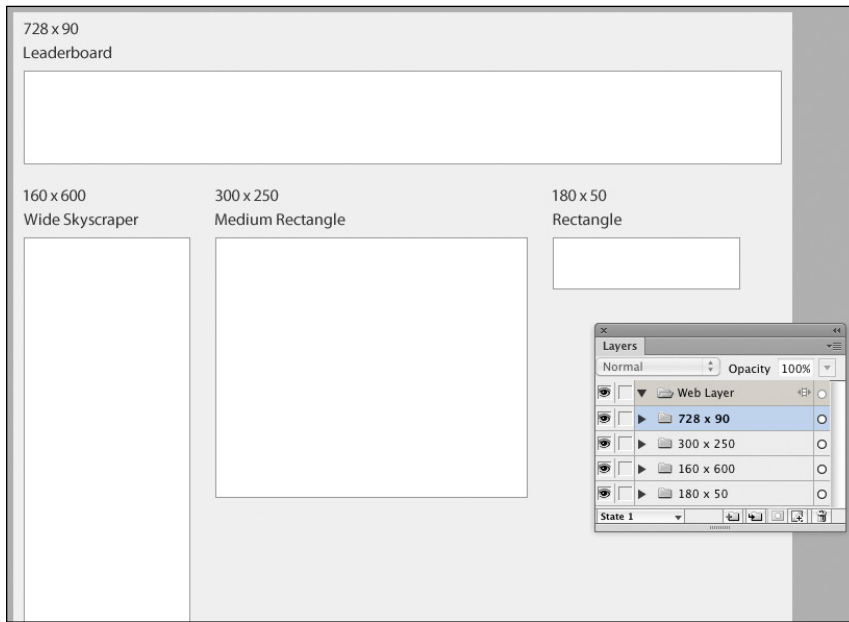 728 x 90
Leaderboard
160 x 600
Wide Skyscraper
300 x 250
Medium Rectangle
180 x 50
Rectangle
Layers
Normal
Opacity 100%
Web Layer
728 x 90
300 x 250
160 x 600
180 x 50
State 1